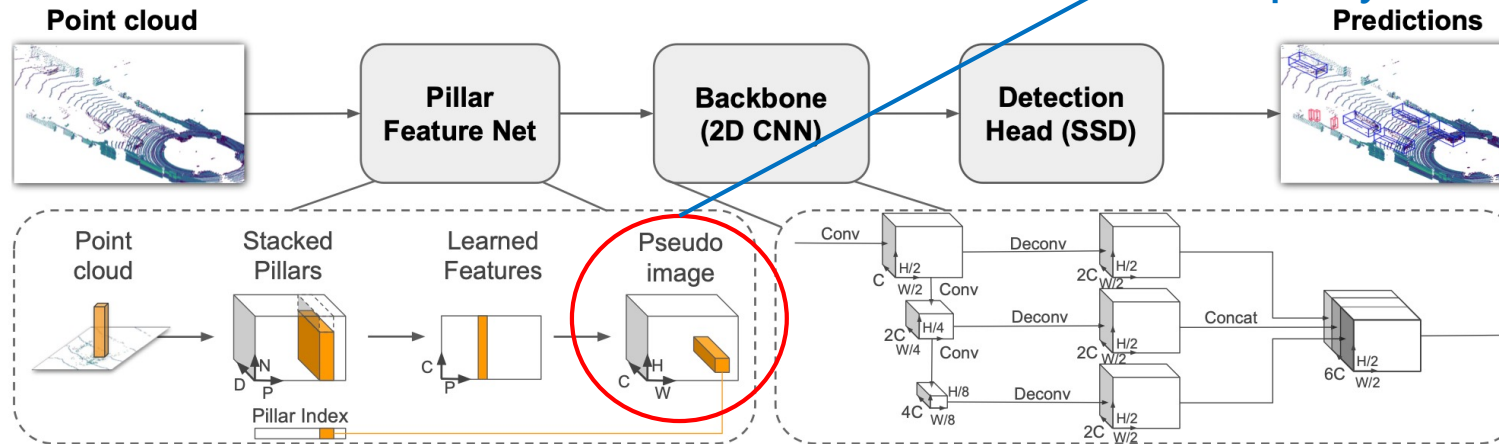 Point cloud
Predictions
Pillar
Feature Net
Backbone
(2D CNN)
Detection
Head (SSD)
Point
cloud
Stacked
Pillars
Learned
Features
Pseudo
image
N
D
P
C
P
H
C
W
Pillar Index
Conv
C
H/2
W/2
Conv
2C
H/4
W/4
Conv
4C
H/8
W/8
Deconv
Deconv
Deconv
2C
H/2
W/2
2C
H/2
W/2
2C
H/2
W/2
Concat
6C
H/2
W/2